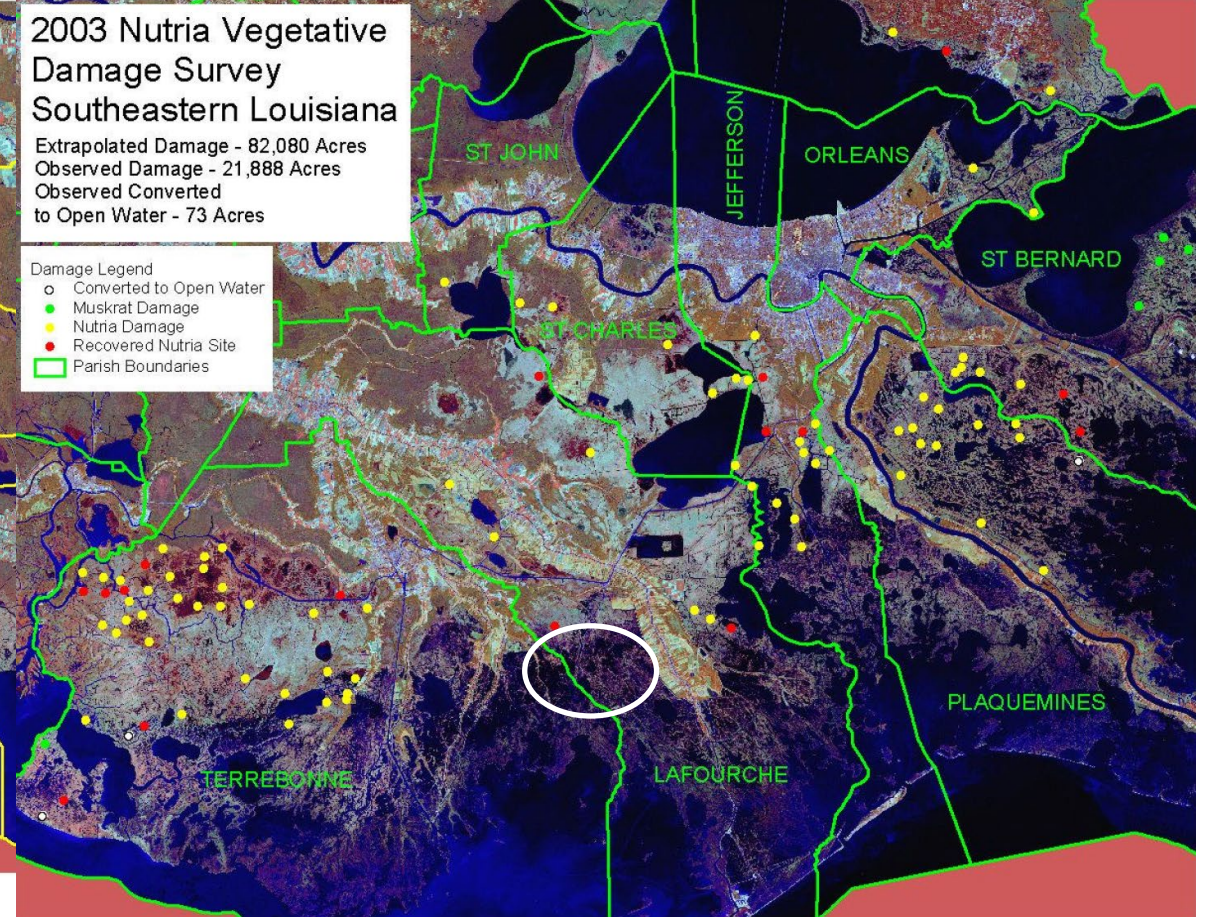 2003 Nutria Vegetative
Damage Survey
Southeastern Louisiana
Extrapolated Damage - 82,080 Acres
Observed Damage - 21,888 Acres
Observed Converted
to Open Water - 73 Acres
Damage Legend
Converted to Open Water
Muskrat Damage
Nutria Damage
Recovered Nutria Site
Parish Boundaries
ST JOHN
JEFFERSON
ORLEANS
ST BERNARD
ST CHARLES
PLAQUEMINES
TERREBONNE
LAFOURCHE